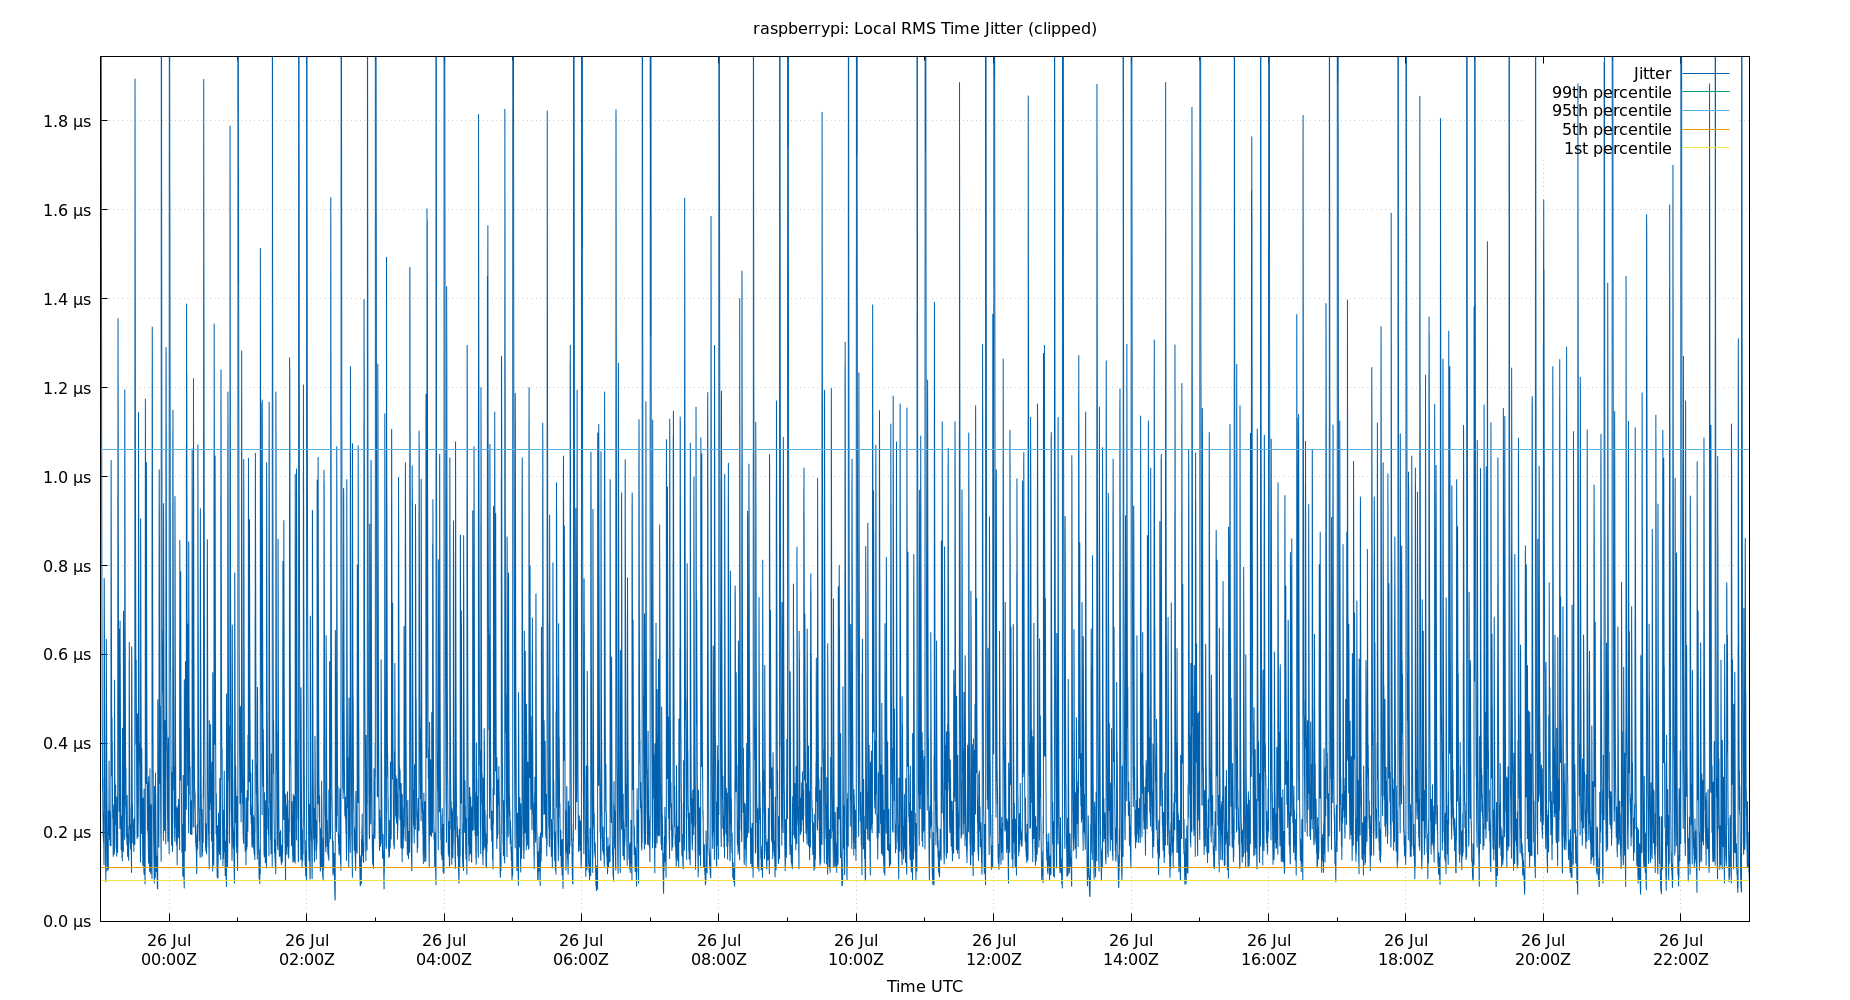 raspberrypi: Local RMS Time Jitter (clipped)
Jitter
99th percentile
95th percentile
5th percentile
1st percentile
1.8 µs
1.6 µs
1.4 µs
1.2 µs
1.0 µs
0.8 µs
0.6 µs
0.4 µs
0.2 µs
0.0 µs
26 Jul 26 Jul 26 Jul 26 Jul 26 Jul 26 Jul 26 Jul 26 Jul 26 Jul 26 Jul 26 Jul 26 Jul
00:00Z 02:00Z 04:00Z 06:00Z 08:00Z 10:00Z 12:00Z 14:00Z 16:00Z 18:00Z 20:00Z 22:00Z
Time UTC